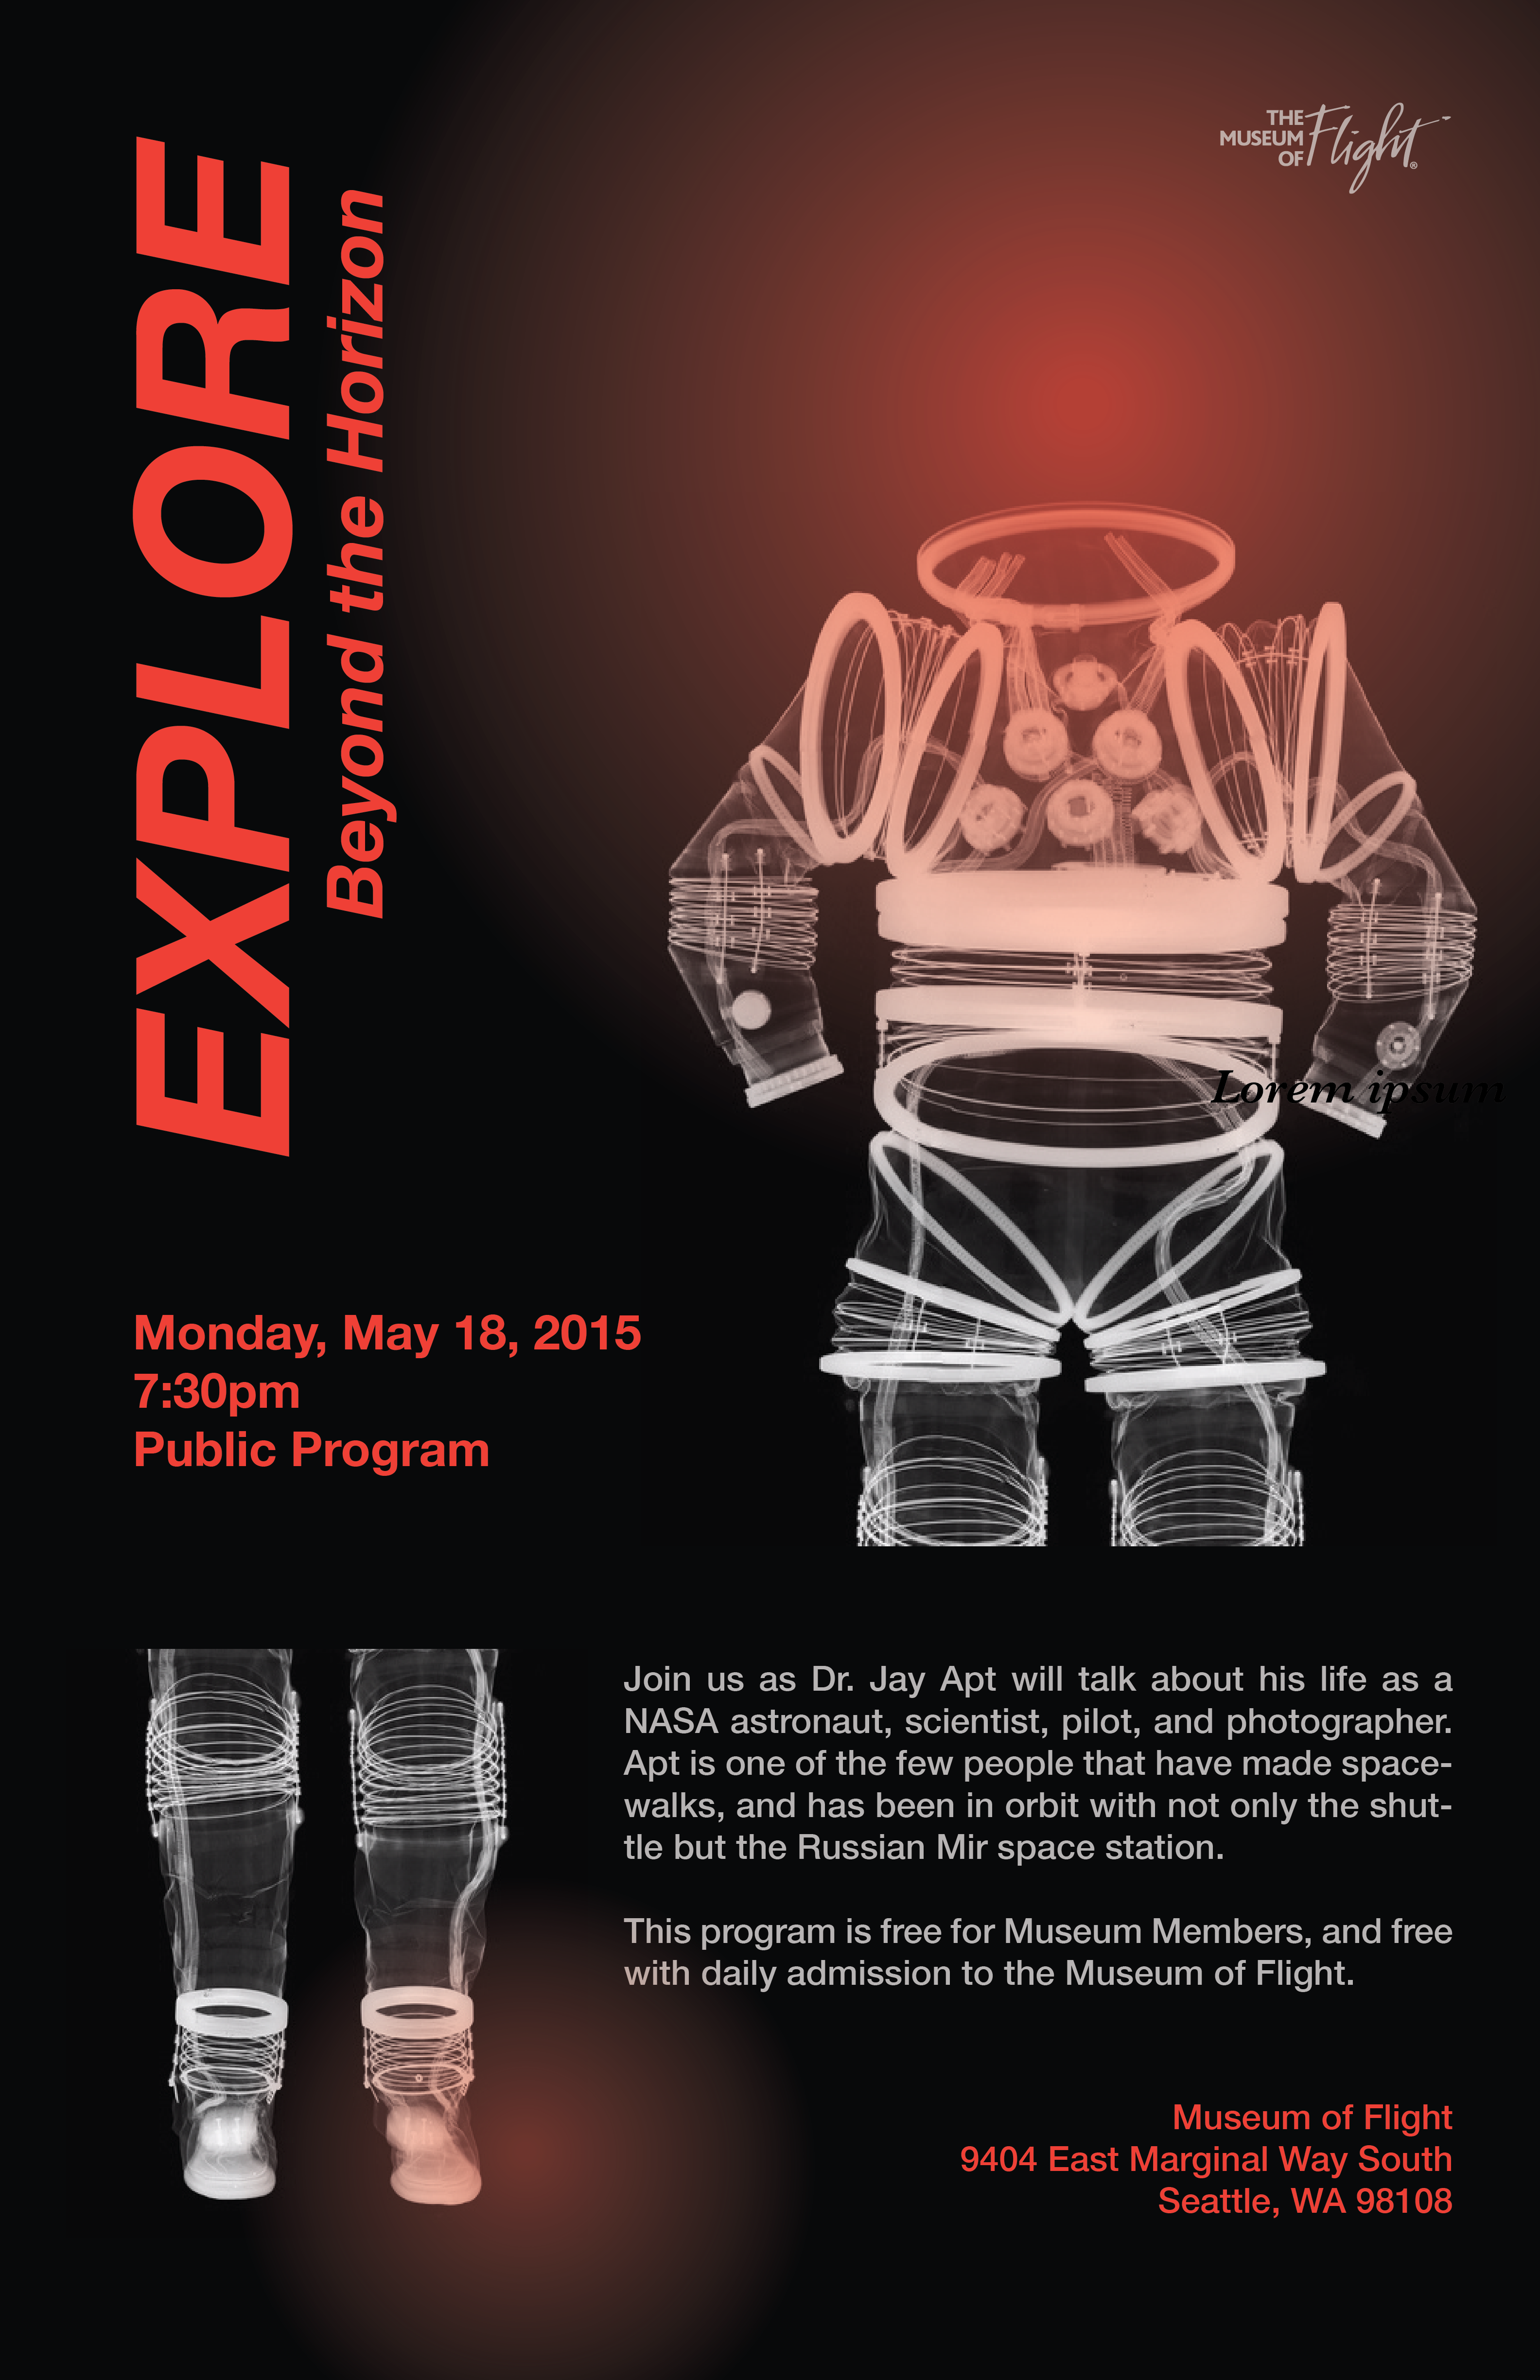 THE
MUSEUM
OF Flight®
EXPLORE
Beyond the Horizon
Lorem ipsum
Monday, May 18, 2015
7:30pm
Public Program
Join us as Dr. Jay Apt will talk about his life as a
NASA astronaut, scientist, pilot, and photographer.
Apt is one of the few people that have made space-
walks, and has been in orbit with not only the shut-
tle but the Russian Mir space station.
This program is free for Museum Members, and free
with daily admission to the Museum of Flight.
Museum of Flight
9404 East Marginal Way South
Seattle, WA 98108